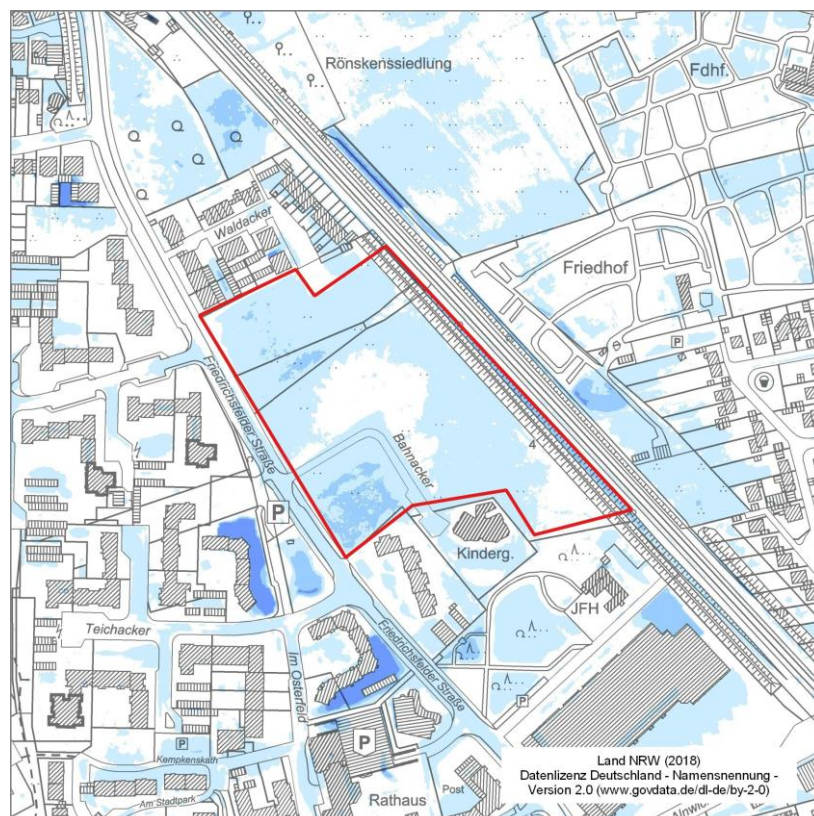 Rönskenssiedlung
Fdhf.
Waldacker
Friedhof
P
Friedrichsfelder Straße
4
Bahnacker
P
Kinderg.
JFH
Teichacker
Friedrichsfelder Straße
Im Osterfeld
P
P
P
Kempkenskath
Am Stadtpark
Rathaus
Post
Land NRW (2018)
Datenlizenz Deutschland - Namensnennung -
Version 2.0 (www.govdata.de/dl-de/by-2-0)